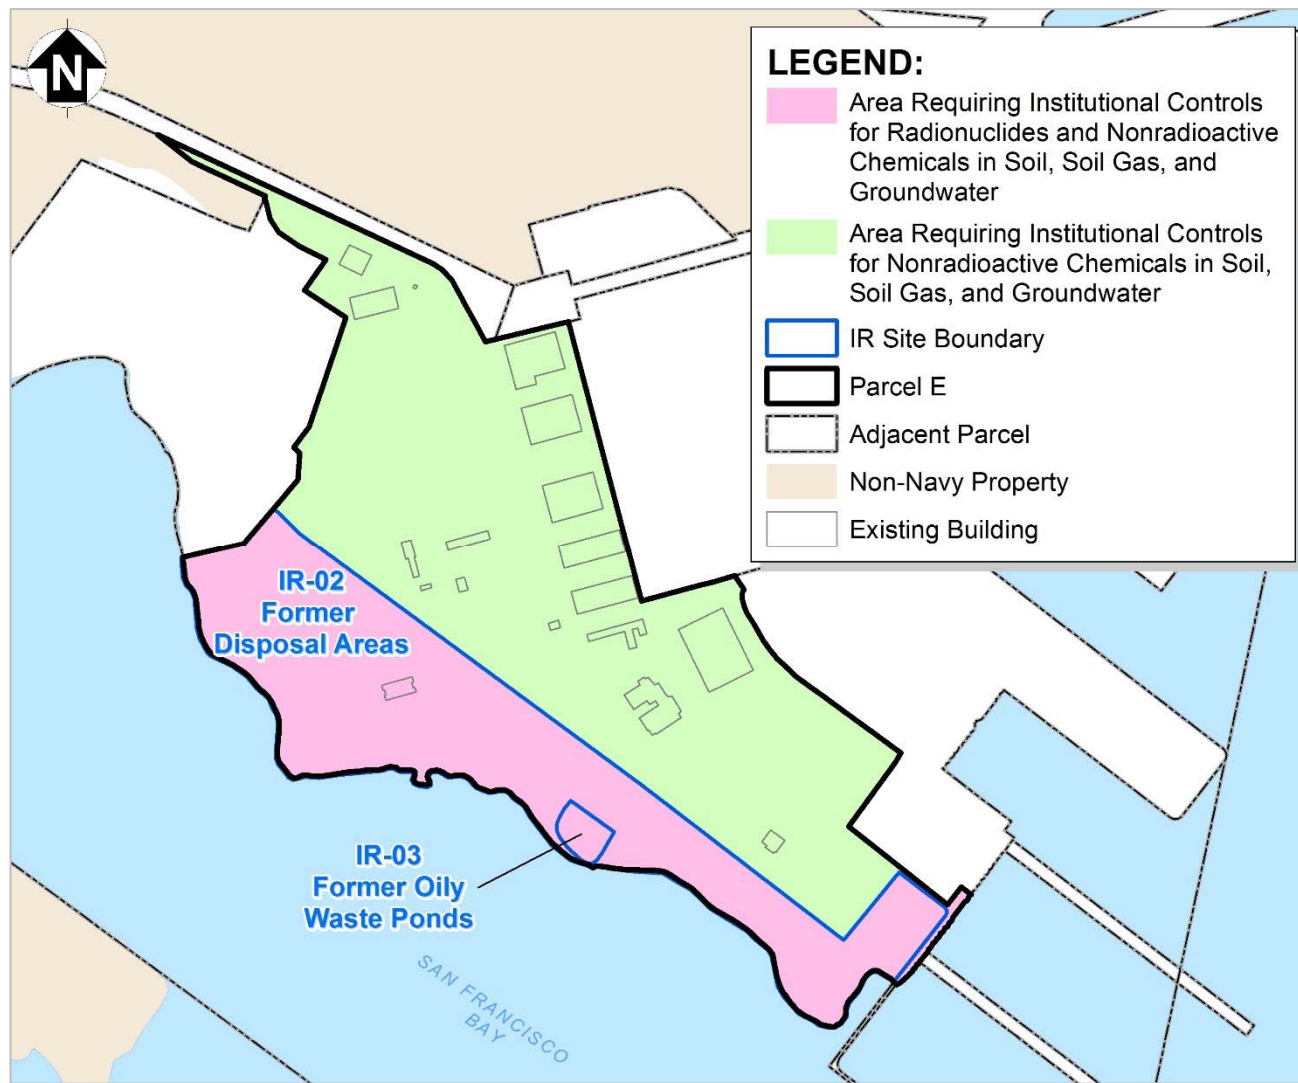 N
LEGEND:
Area Requiring Institutional Controls
for Radionuclides and Nonradioactive
Chemicals in Soil, Soil Gas, and
Groundwater
Area Requiring Institutional Controls
for Nonradioactive Chemicals in Soil,
Soil Gas, and Groundwater
IR Site Boundary
Parcel E
Adjacent Parcel
Non-Navy Property
Existing Building
IR-02
Former
Disposal Areas
IR-03
Former Oily
Waste Ponds
SAN FRANCISCO
BAY